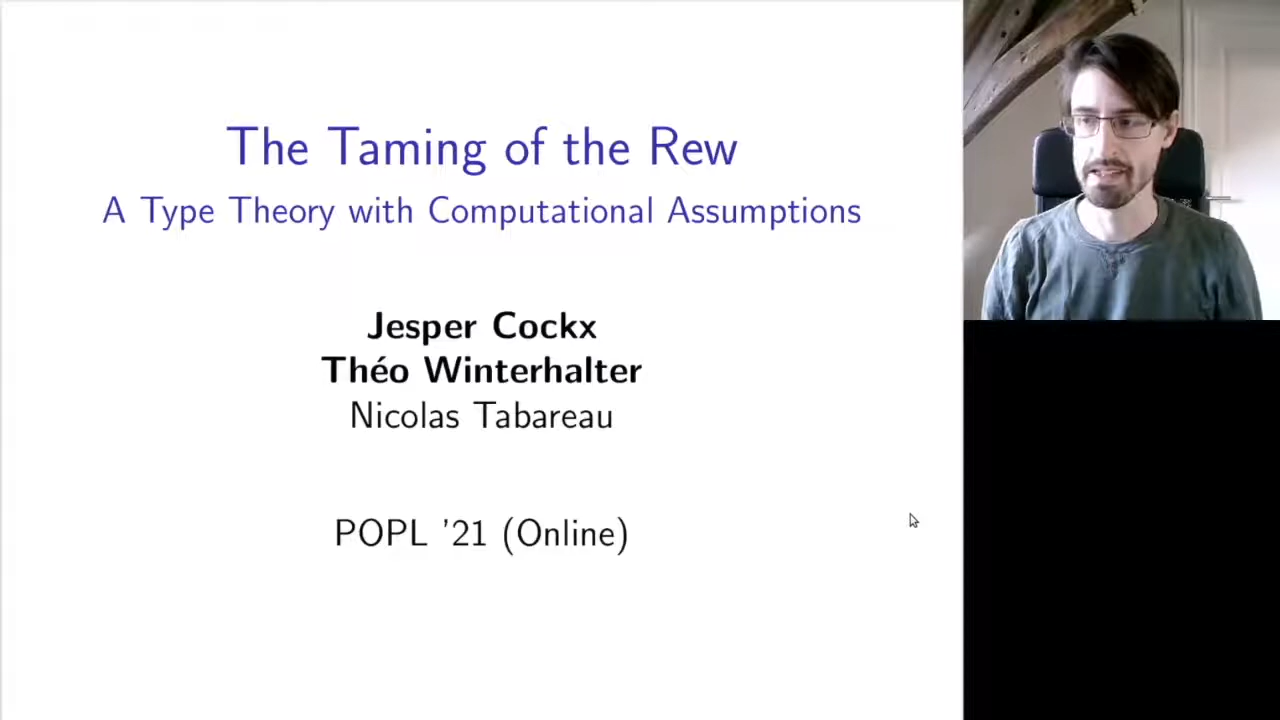 The Taming of the Rew
A Type Theory with Computational Assumptions
Jesper Cockx
Théo Winterhalter
Nicolas Tabareau
POPL '21 (Online)